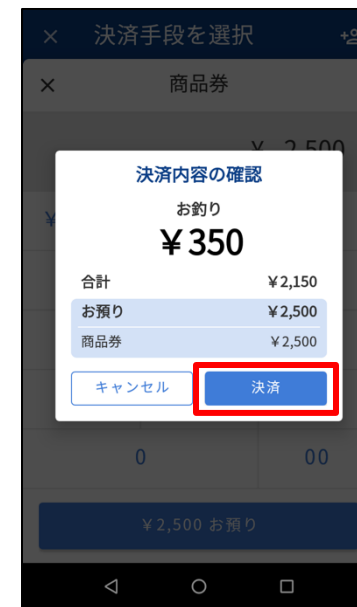 × 決済手段を選択
× 商品券
¥ 2,500
決済内容の確認
お釣り
¥350
合計 ¥2,150
お預り ¥2,500
商品券 ¥2,500
キャンセル 決済
¥
0 00
¥2,500 お預り